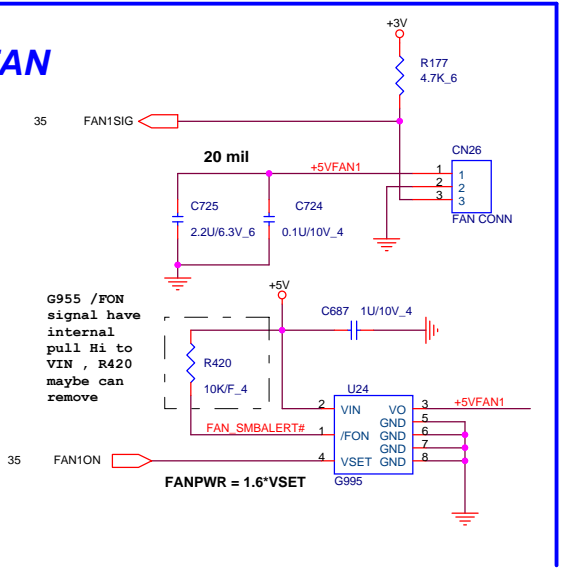 FAN
+3V
R177
4.7K_6
35 FAN1SIG
CN26
20 mil
+5VFAN1
1 1
2 2
3 3
FAN CONN
C725
2.2U/6.3V_6
C724
0.1U/10V_4
+5V
G955 /FON
signal have
internal
pull Hi to
VIN , R420
maybe can
remove
C687 1U/10V_4
R420
10K/F_4
U24
2 VIN VO 3 +5VFAN1
GND 5
FAN_SMBALERT# 1 /FON GND 6
GND 7
35 FAN1ON 4 VSET GND 8
FANPWR = 1.6*VSET
G995